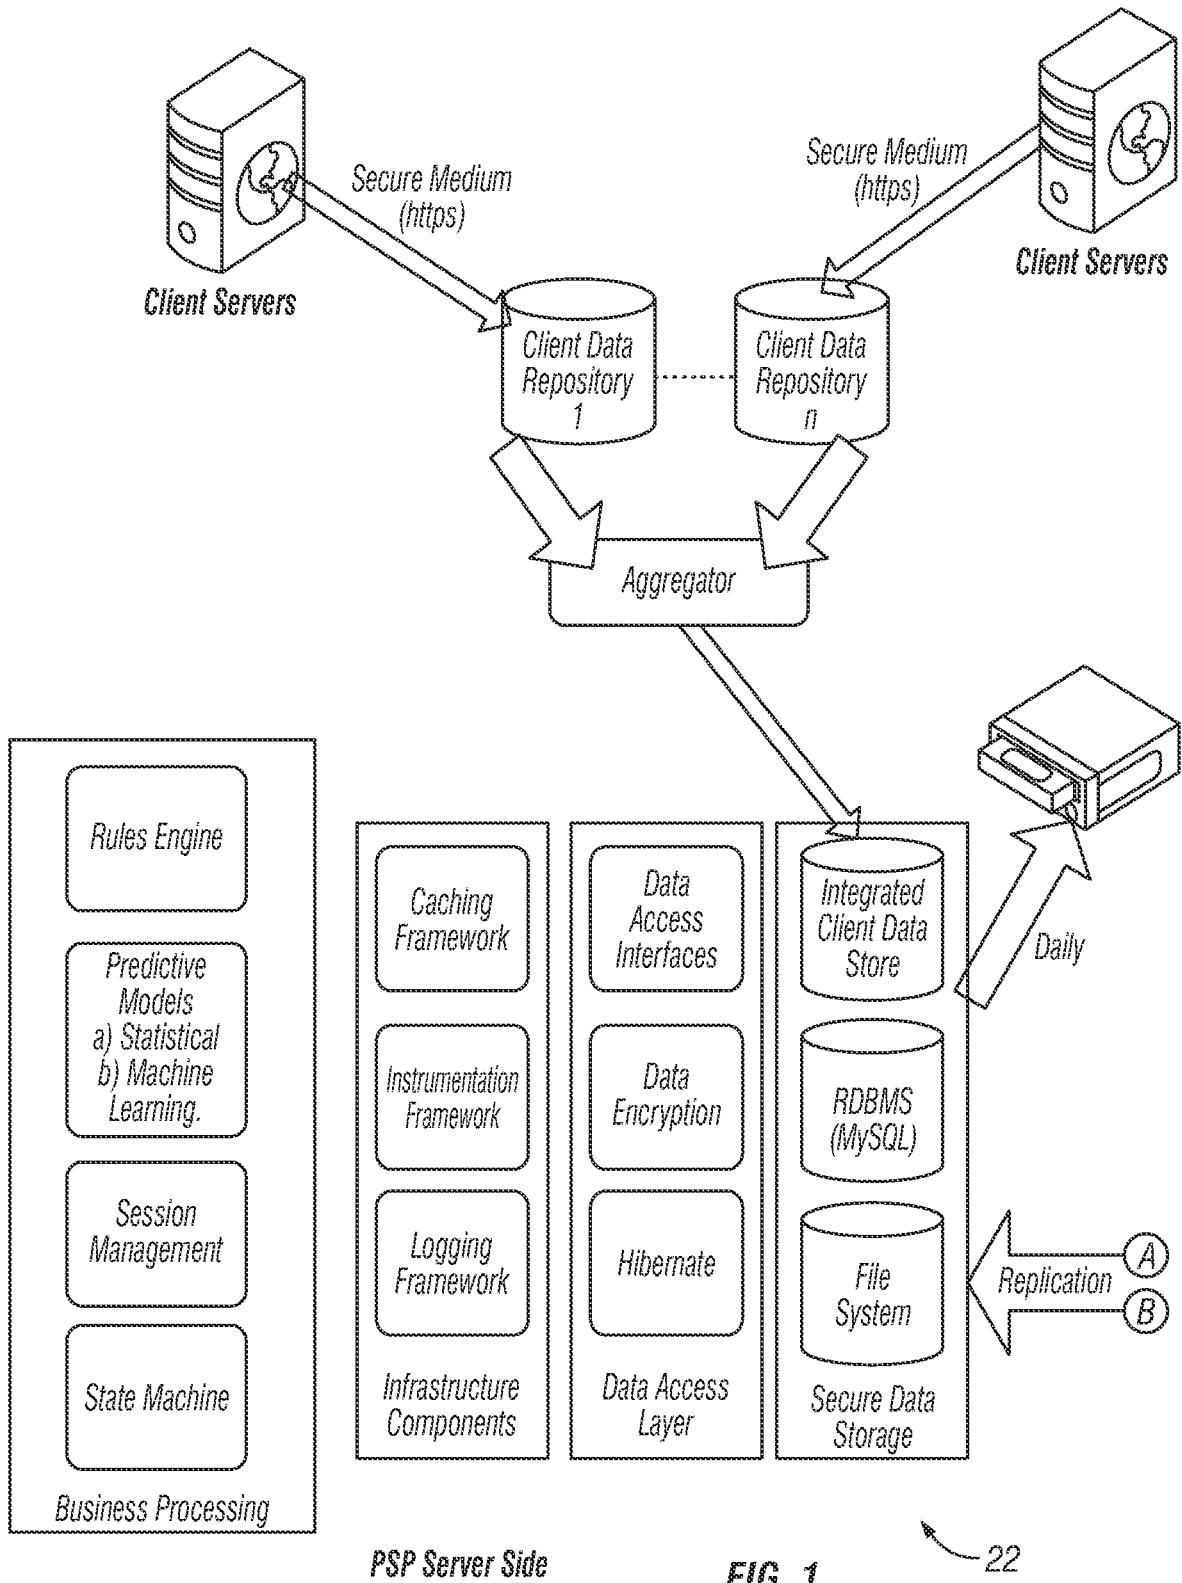 Secure Medium
(https)
Secure Medium
(https)
Client Servers
Client Servers
Client Data
Repository
1
Client Data
Repository
n
Aggregator
Rules Engine
Predictive
Models
a) Statistical
b) Machine
Learning.
Session
Management
State Machine
Business Processing
Caching
Framework
Instrumentation
Framework
Logging
Framework
Infrastructure
Components
Data
Access
Interfaces
Data
Encryption
Hibernate
Data Access
Layer
Integrated
Client Data
Store
RDBMS
(MySQL)
File
System
Secure Data
Storage
Daily
Replication
A
B
PSP Server Side
FIG. 1
22